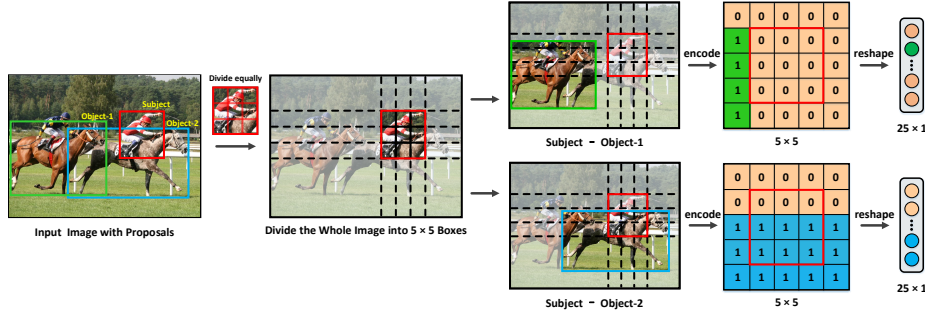 Divide equally
Subject
Object-1
Object-2
Input Image with Proposals
Divide the Whole Image into 5 × 5 Boxes
Subject – Object-1
encode
0 0 0 0 0
1 0 0 0 0
1 0 0 0 0
1 0 0 0 0
1 0 0 0 0
5 × 5
reshape
25 × 1
Subject – Object-2
encode
0 0 0 0 0
0 0 0 0 0
1 1 1 1 1
1 1 1 1 1
1 1 1 1 1
5 × 5
reshape
25 × 1